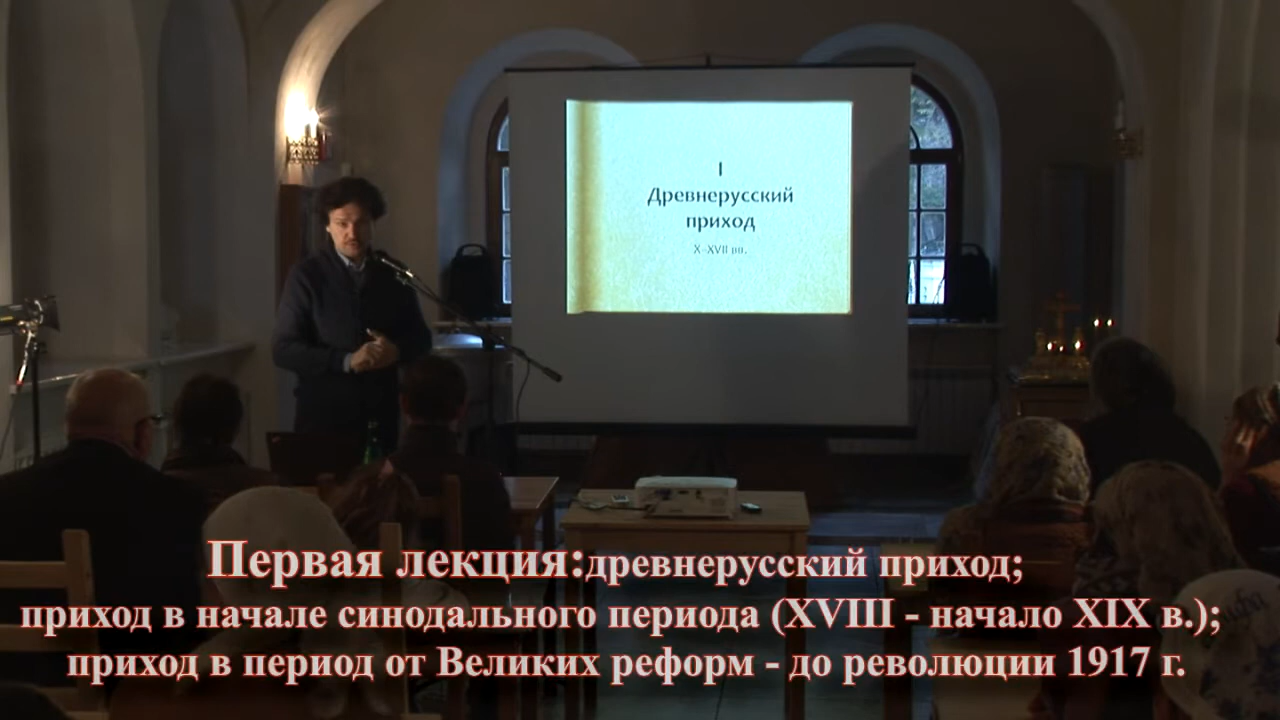 I
Древнерусский
приход
X-XVII вв.
Первая лекция:древнерусский приход;
приход в начале синодального периода (XVIII - начало XIX в.);
приход в период от Великих реформ - до революции 1917 г.